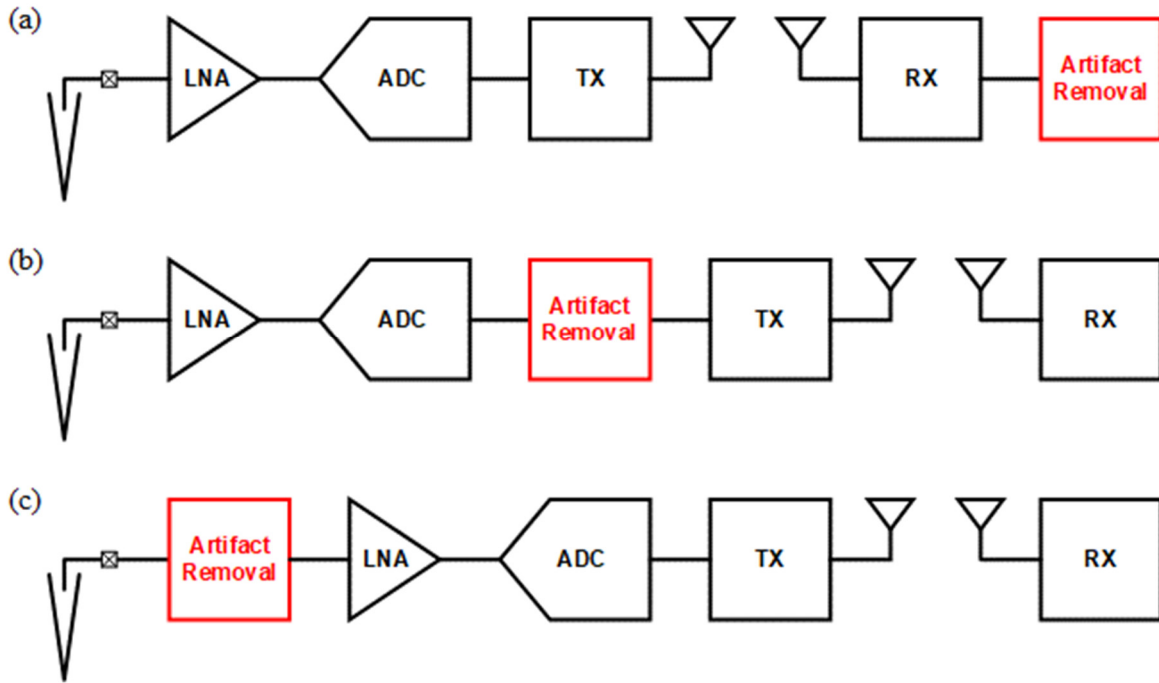 (a)
LNA
ADC
TX
RX
Artifact
Removal
(b)
LNA
ADC
Artifact
Removal
TX
RX
(c)
Artifact
Removal
LNA
ADC
TX
RX